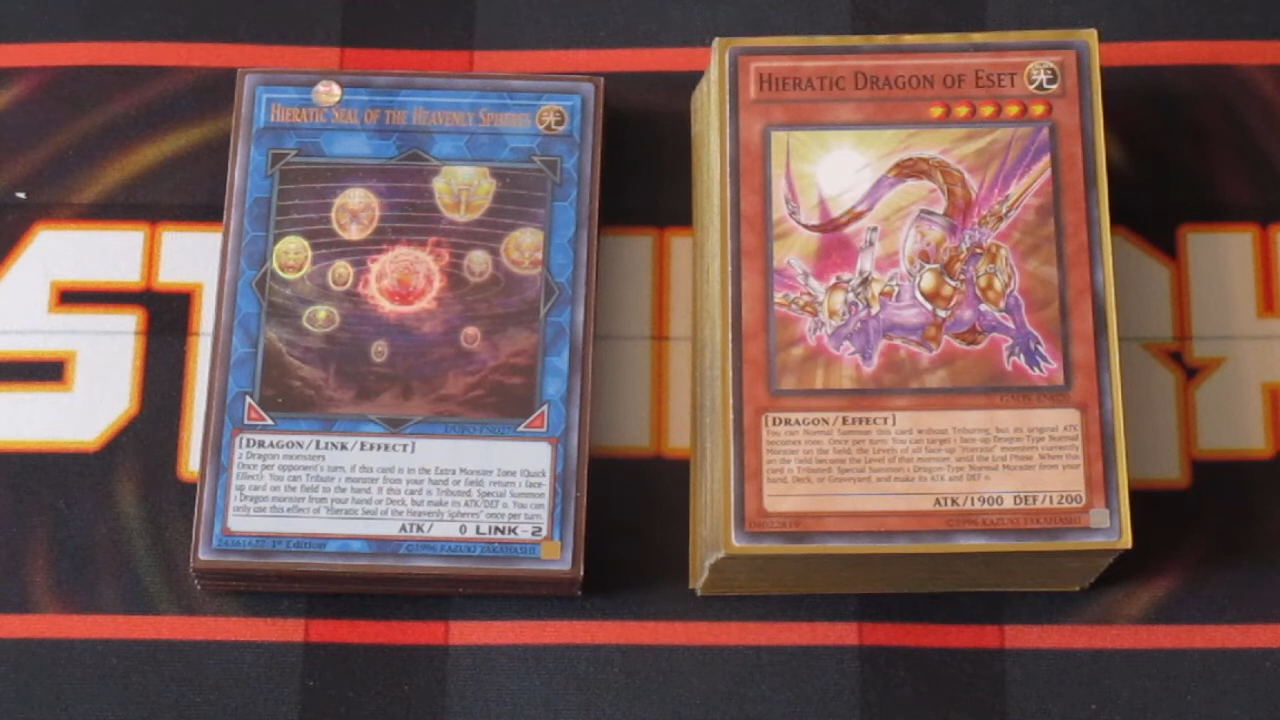 HIERATIC SEAL OF THE HEAVENLY SPHERES
光
DUPO-EN027
[DRAGON/LINK/EFFECT]
2 Dragon monsters
Once per opponent's turn, if this card is in the Extra Monster Zone (Quick
Effect): You can Tribute 1 monster from your hand or field; return 1 face-
up card on the field to the hand. If this card is Tributed: Special Summon
1 Dragon monster from your hand or Deck, but make its ATK/DEF 0. You can
only use this effect of "Hieratic Seal of the Heavenly Spheres" once per turn.
ATK/ 0 LINK-2
24361622 1st Edition ©1996 KAZUKI TAKAHASHI
HIERATIC DRAGON OF ESET
光
[DRAGON/EFFECT]
You can Normal Summon this card without Tributing, but its original ATK
becomes 1000. Once per turn: You can target 1 face-up Dragon-Type Normal
Monster on the field; the Levels of all face-up "Hieratic" monsters currently
on the field become the Level of that monster, until the End Phase. When this
card is Tributed: Special Summon 1 Dragon-Type Normal Monster from your
hand, Deck, or Graveyard, and make its ATK and DEF 0.
ATK/1900 DEF/1200
©1996 KAZUKI TAKAHASHI